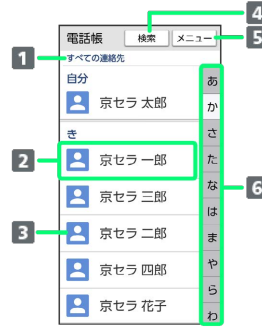 4
電話帳 検索 メニュー 5
1 すべての連絡先
自分
京セラ 太郎
き
2 京セラ 一郎
京セラ 三郎
3 京セラ 二郎
京セラ 四郎
京セラ 花子
あ
か
さ
た
な
は
ま
や
ら
わ
6